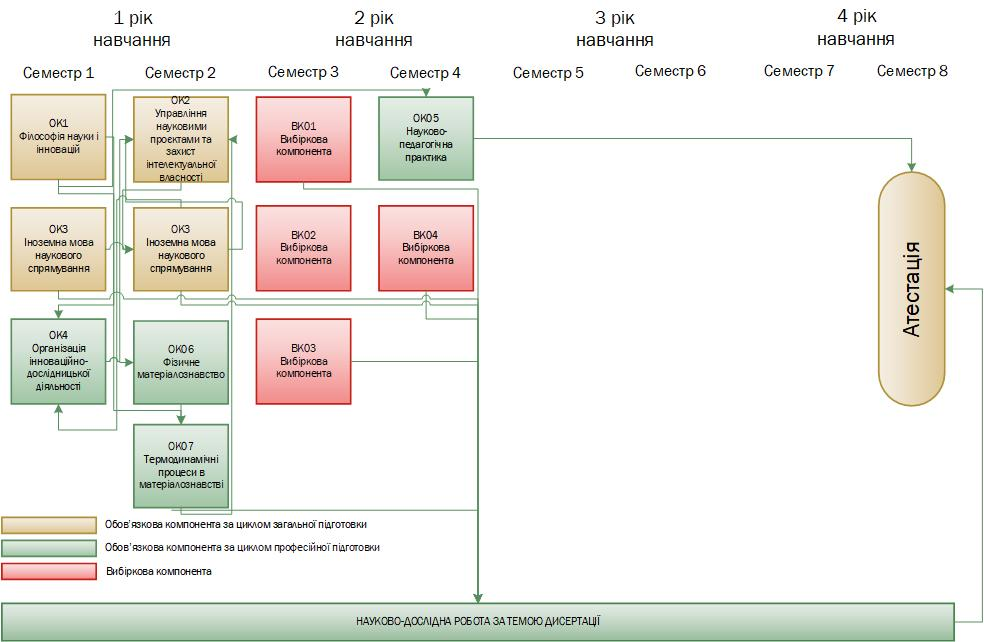 1 рік
навчання
2 рік
навчання
3 рік
навчання
4 рік
навчання
Семестр 1
Семестр 2
Семестр 3
Семестр 4
Семестр 5
Семестр 6
Семестр 7
Семестр 8
ОК1
Філософія науки і
інновацій
ОК2
Управління
науковими
проєктами та
захист
інтелектуальної
власності
ВК01
Вибіркова
компонента
ОК05
Науково-
педагогічна
практика
ОК3
Іноземна мова
наукового
спрямування
ОК3
Іноземна мова
наукового
спрямування
ВК02
Вибіркова
компонента
ВК04
Вибіркова
компонента
Атестація
ОК4
Організація
інноваційно-
дослідницької
діяльності
ОК06
Фізичне
матеріалознавство
ВК03
Вибіркова
компонента
ОК07
Термодинамічні
процеси в
матеріалознавстві
Обов'язкова компонента за циклом загальної підготовки
Обов'язкова компонента за циклом професійної підготовки
Вибіркова компонента
НАУКОВО-ДОСЛІДНА РОБОТА ЗА ТЕМОЮ ДИСЕРТАЦІЇ